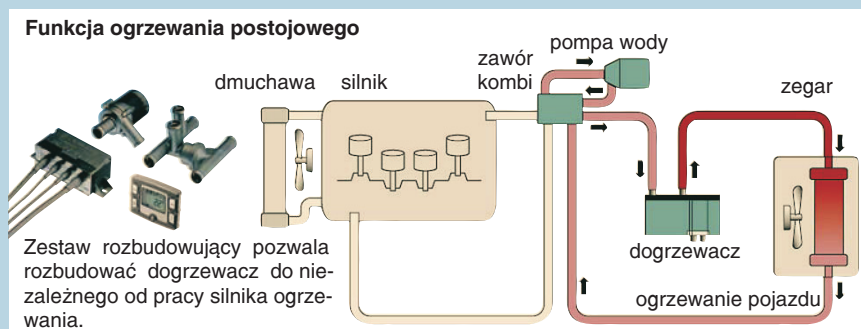 Funkcja ogrzewania postojowego
dmuchawa
silnik
zawór
kombi
pompa wody
zegar
dogrzewacz
ogrzewanie pojazdu
Zestaw rozbudowujący pozwala
rozbudować dogrzewacz do nie-
zależnego od pracy silnika ogrze-
wania.